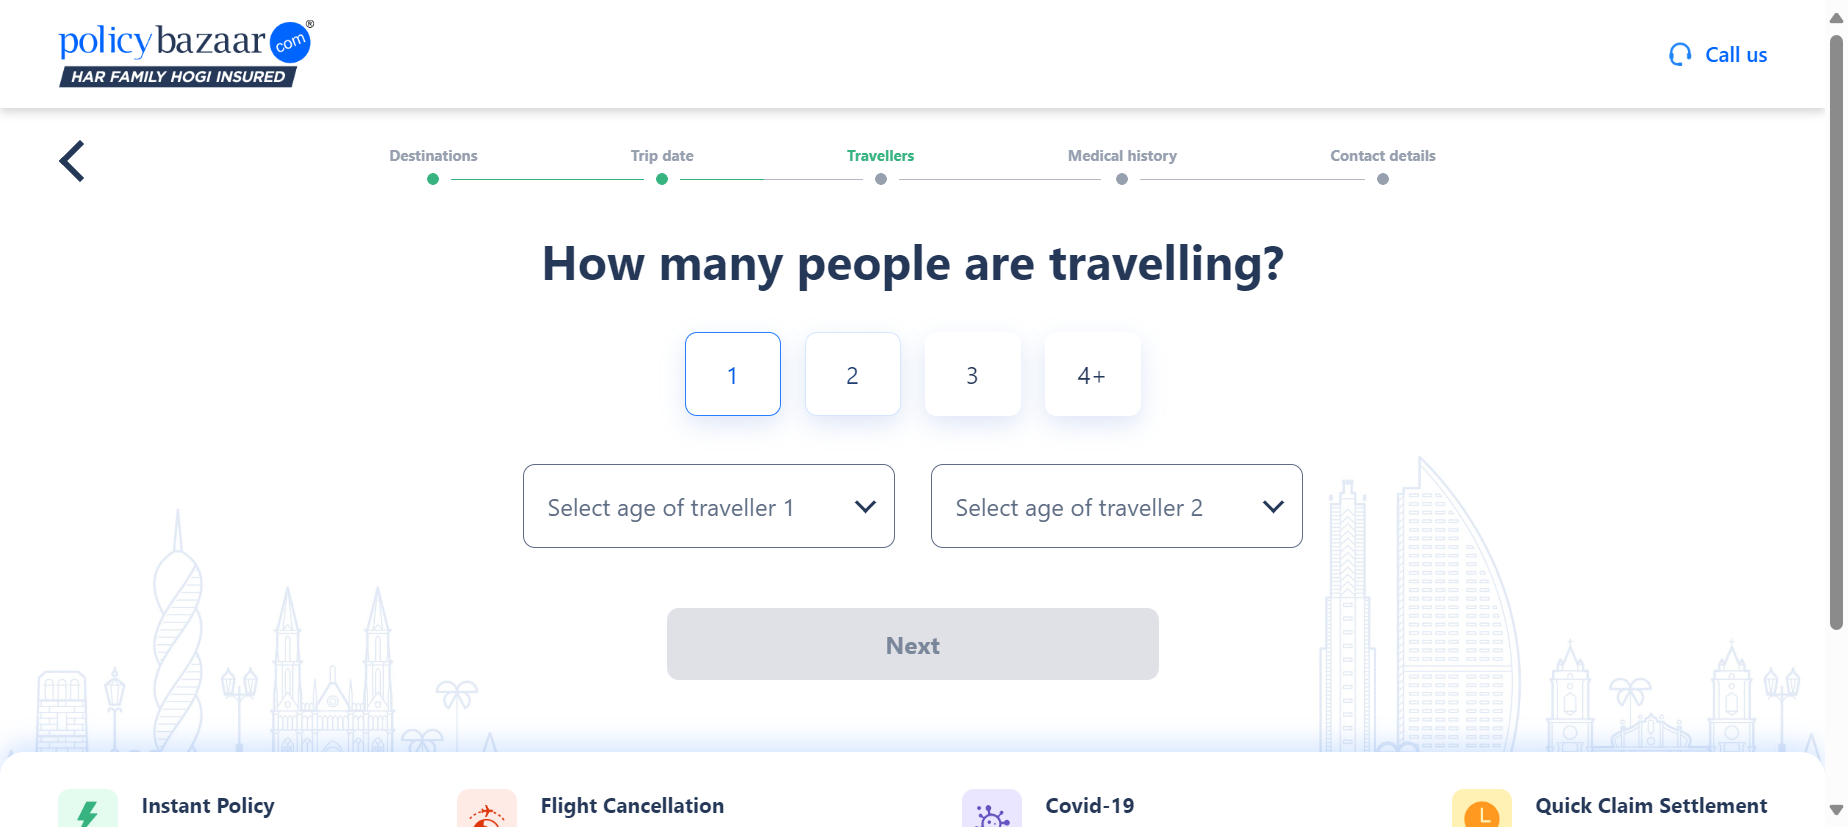 policybazaar com®
HAR FAMILY HOGI INSURED
Call us
Destinations
Trip date
Travellers
Medical history
Contact details
How many people are travelling?
1
2
3
4+
Select age of traveller 1
Select age of traveller 2
Next
Instant Policy
Flight Cancellation
Covid-19
Quick Claim Settlement